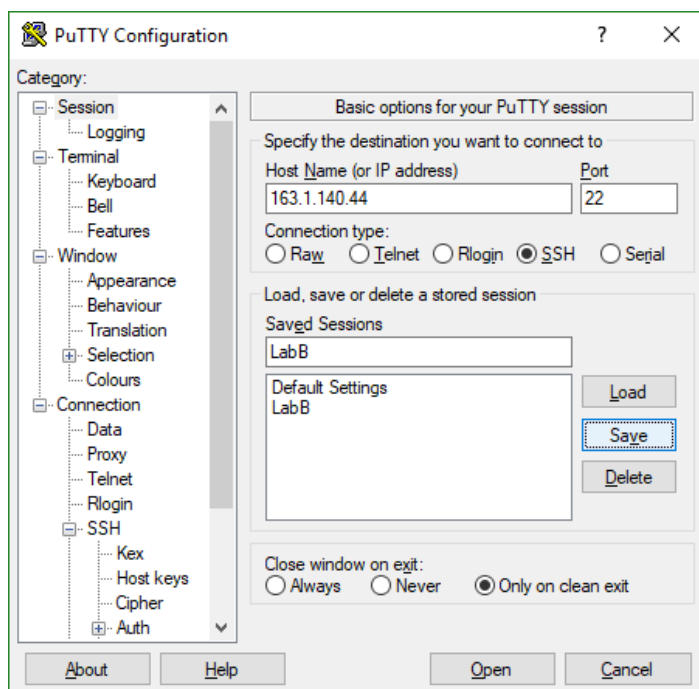 PuTTY Configuration
?
Category:
Session
Logging
Terminal
Keyboard
Bell
Features
Window
Appearance
Behaviour
Translation
Selection
Colours
Connection
Data
Proxy
Telnet
Rlogin
SSH
Kex
Host keys
Cipher
Auth
Basic options for your PuTTY session
Specify the destination you want to connect to
Host Name (or IP address) Port
163.1.140.44 22
Connection type:
Raw Telnet Rlogin SSH Serial
Load, save or delete a stored session
Saved Sessions
LabB
Default Settings
LabB
Load
Save
Delete
Close window on exit:
Always Never Only on clean exit
About Help Open Cancel